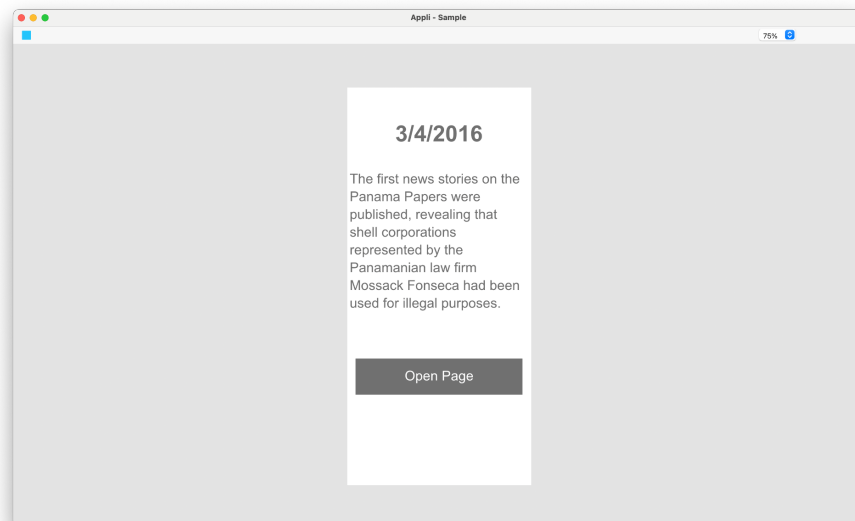 Appli - Sample
75%
3/4/2016
The first news stories on the
Panama Papers were
published, revealing that
shell corporations
represented by the
Panamanian law firm
Mossack Fonseca had been
used for illegal purposes.
Open Page